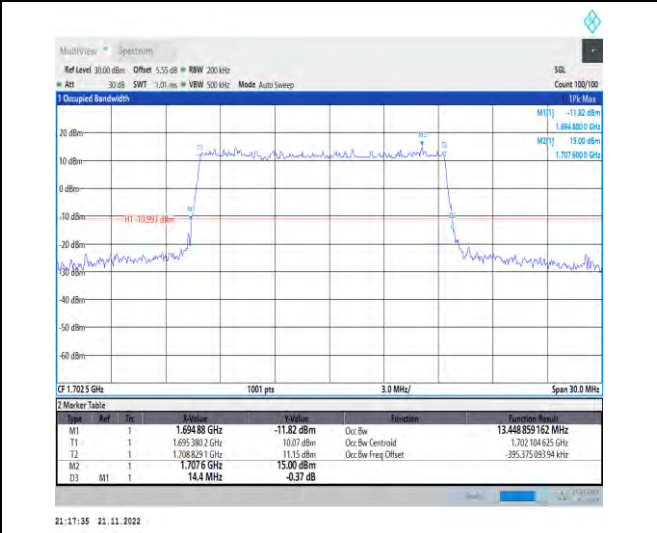 MultiView Spectrum
Ref Level 30.00 dBm Offset 5.55 dB RBW 200 kHz SGL
Att 30 dB SWT 1.01 ms VBW 500 kHz Mode Auto Sweep Count 100/100
1 Occupied Bandwidth 1Pk Max
M1[1] -11.82 dBm
1.694 880 0 GHz
M2[1] 15.00 dBm
1.707 600 0 GHz
20 dBm
T1 M2 T2
10 dBm
0 dBm
M1
-10 dBm H1 -10.997 dBm
-20 dBm
-30 dBm
-40 dBm
-50 dBm
-60 dBm
CF 1.702 5 GHz 1001 pts 3.0 MHz/ Span 30.0 MHz
2 Marker Table
Type Ref Trc X-Value Y-Value Function Function Result
M1 1 1.694 88 GHz -11.82 dBm Occ Bw 13.448 859 162 MHz
T1 1 1.695 380 2 GHz 10.07 dBm Occ Bw Centroid 1.702 104 625 GHz
T2 1 1.708 829 1 GHz 11.15 dBm Occ Bw Freq Offset -395.375 093 94 kHz
M2 1 1.707 6 GHz 15.00 dBm
D3 M1 1 14.4 MHz -0.37 dB
21:17:35 21.11.2022